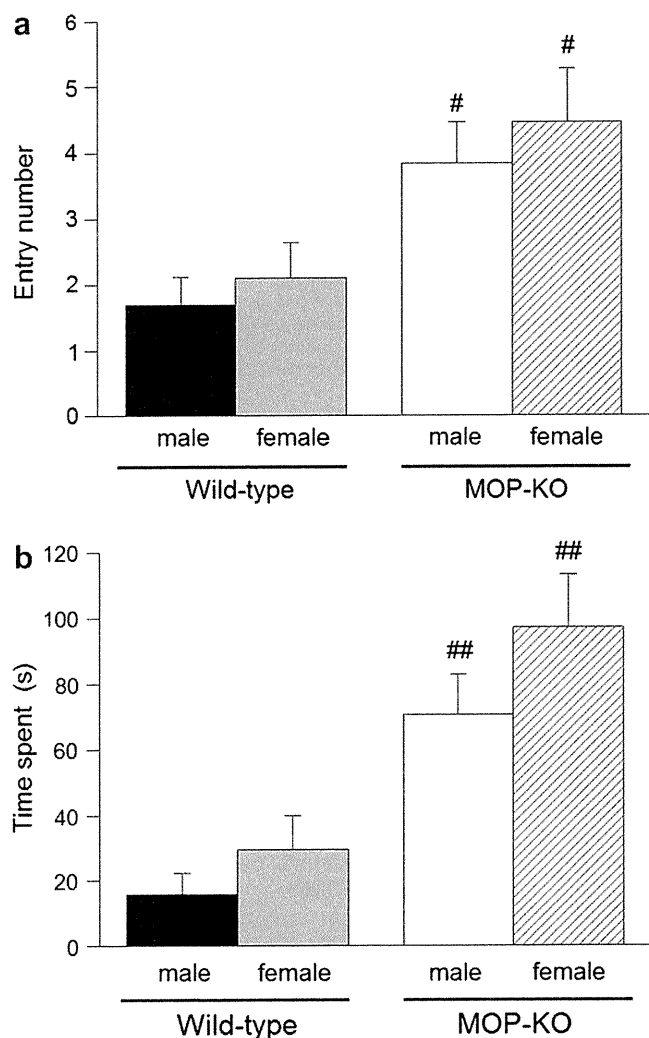 a
Entry number
6
5
4
3
2
1
0
#
#
male female male female
Wild-type MOP-KO
b
Time spent (s)
120
100
80
60
40
20
0
##
##
male female male female
Wild-type MOP-KO